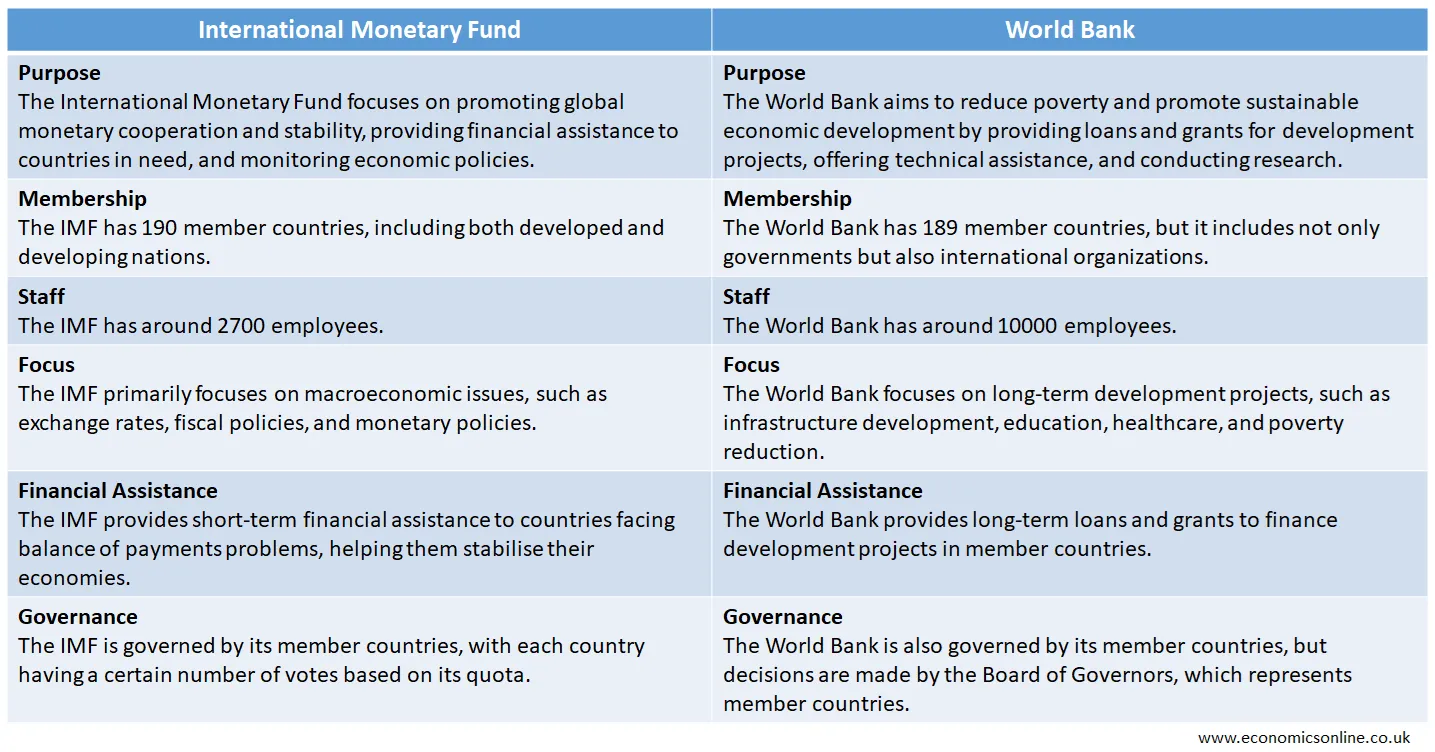 International Monetary Fund
World Bank
Purpose
The International Monetary Fund focuses on promoting global
monetary cooperation and stability, providing financial assistance to
countries in need, and monitoring economic policies.
Purpose
The World Bank aims to reduce poverty and promote sustainable
economic development by providing loans and grants for development
projects, offering technical assistance, and conducting research.
Membership
The IMF has 190 member countries, including both developed and
developing nations.
Membership
The World Bank has 189 member countries, but it includes not only
governments but also international organizations.
Staff
The IMF has around 2700 employees.
Staff
The World Bank has around 10000 employees.
Focus
The IMF primarily focuses on macroeconomic issues, such as
exchange rates, fiscal policies, and monetary policies.
Focus
The World Bank focuses on long-term development projects, such as
infrastructure development, education, healthcare, and poverty
reduction.
Financial Assistance
The IMF provides short-term financial assistance to countries facing
balance of payments problems, helping them stabilise their
economies.
Financial Assistance
The World Bank provides long-term loans and grants to finance
development projects in member countries.
Governance
The IMF is governed by its member countries, with each country
having a certain number of votes based on its quota.
Governance
The World Bank is also governed by its member countries, but
decisions are made by the Board of Governors, which represents
member countries.
www.economicsonline.co.uk